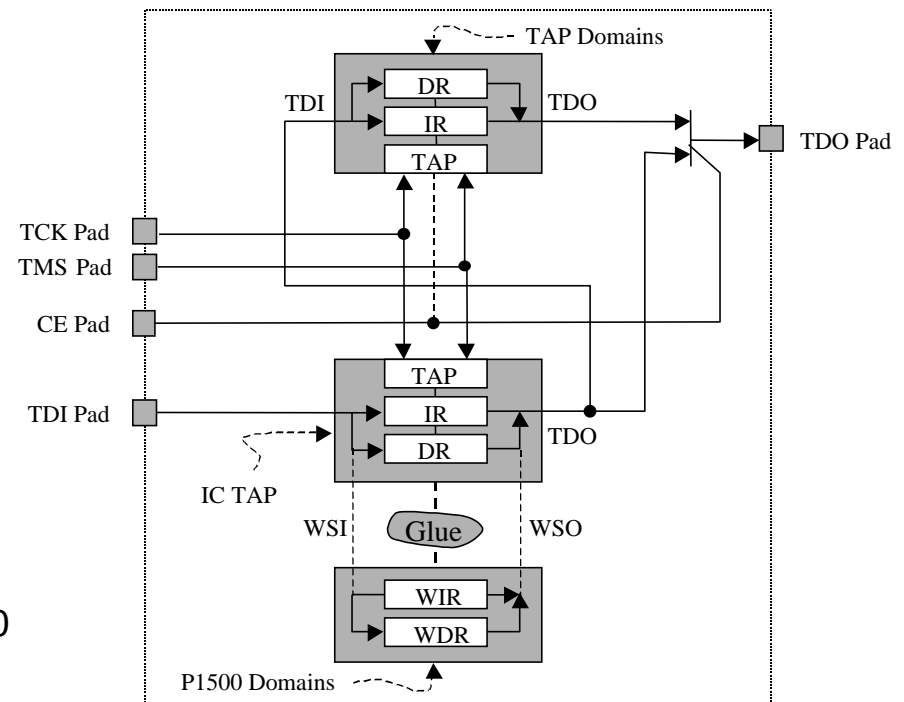 TAP Domains
DR
TDI
TDO
IR
TDO Pad
TAP
TCK Pad
TMS Pad
CE Pad
TAP
TDI Pad
IR
TDO
DR
IC TAP
WSI
Glue
WSO
WIR
0
WDR
P1500 Domains